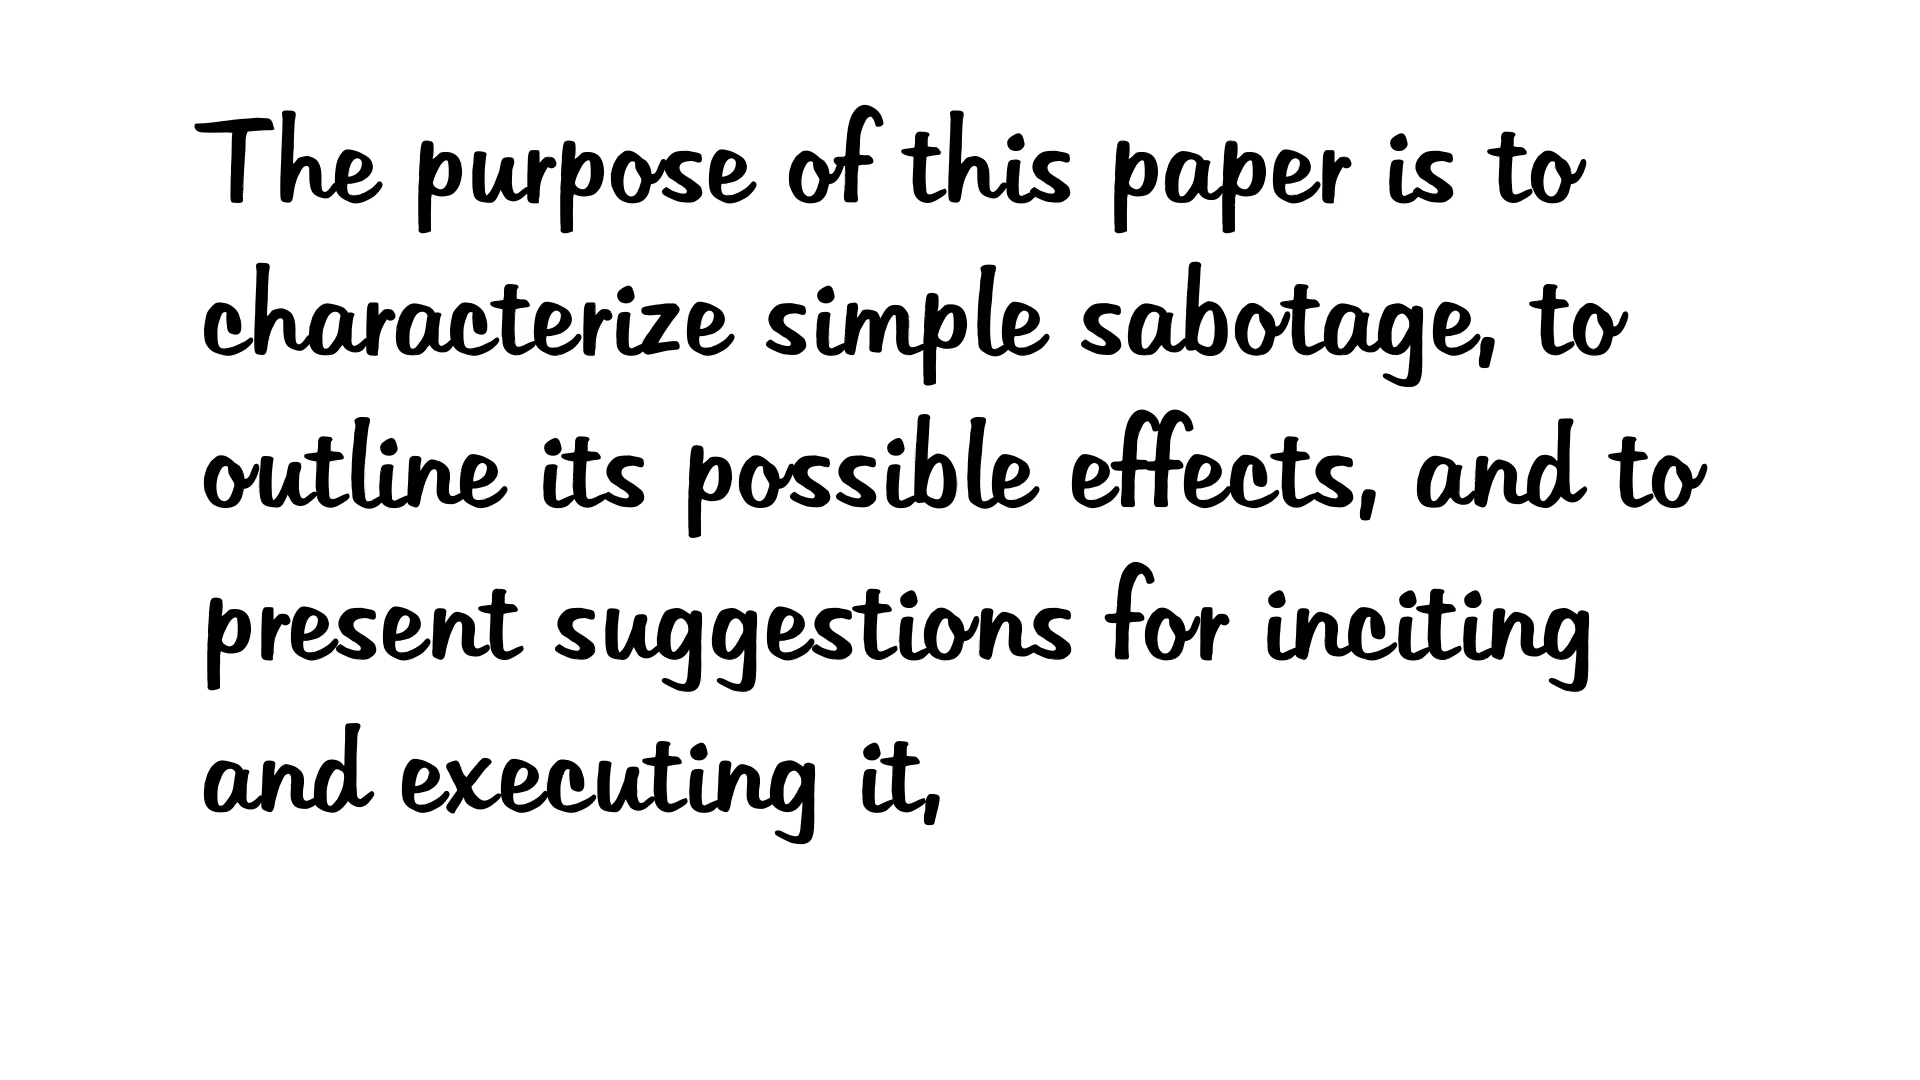 The purpose of this paper is to
characterize simple sabotage, to
outline its possible effects, and to
present suggestions for inciting
and executing it,